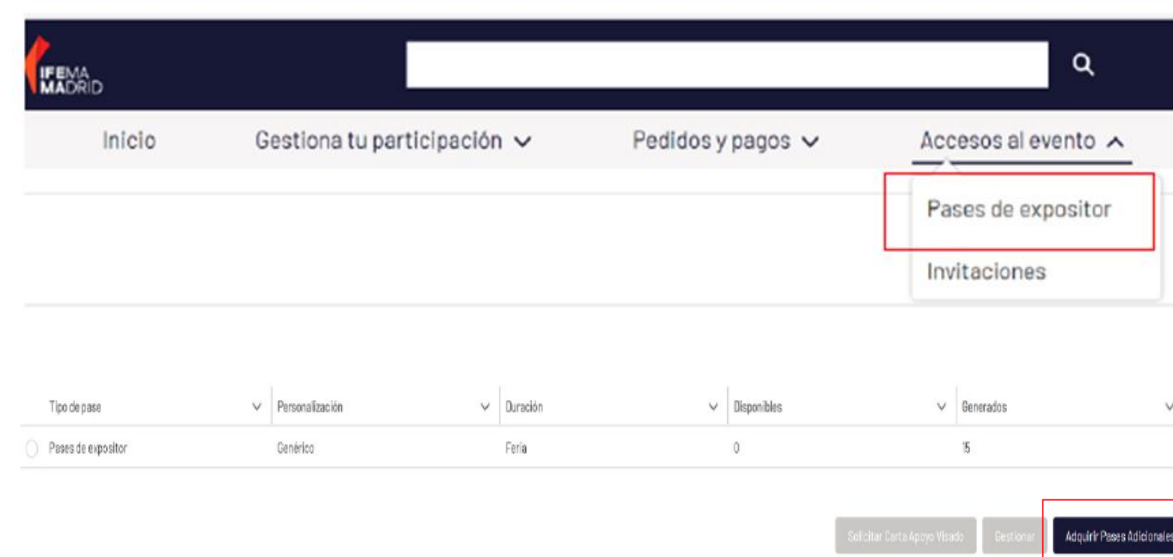 IFEMA
MADRID
Inicio Gestiona tu participación Pedidos y pagos Accesos al evento
Pases de expositor
Invitaciones
Tipo de pase Personalización Duración Disponibles Generados
Pases de expositor Genérico Feria 0 15
Solicitar Carta Apoyo Visado Gestionar Adquirir Pases Adicionales